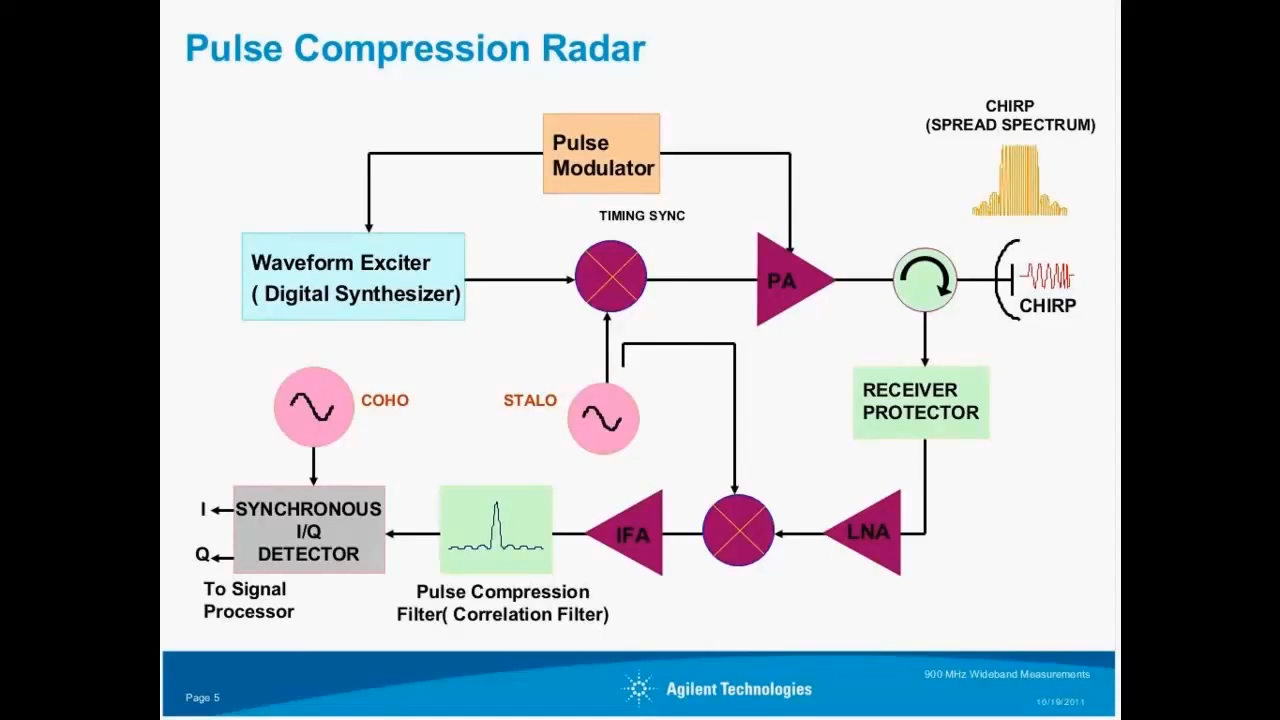 Pulse Compression Radar
CHIRP
(SPREAD SPECTRUM)
Pulse
Modulator
TIMING SYNC
Waveform Exciter
( Digital Synthesizer)
PA
CHIRP
COHO
STALO
RECEIVER
PROTECTOR
I
SYNCHRONOUS
I/Q
DETECTOR
Q
IFA
LNA
To Signal
Processor
Pulse Compression
Filter( Correlation Filter)
900 MHz Wideband Measurements
Page 5
Agilent Technologies
10/19/2011